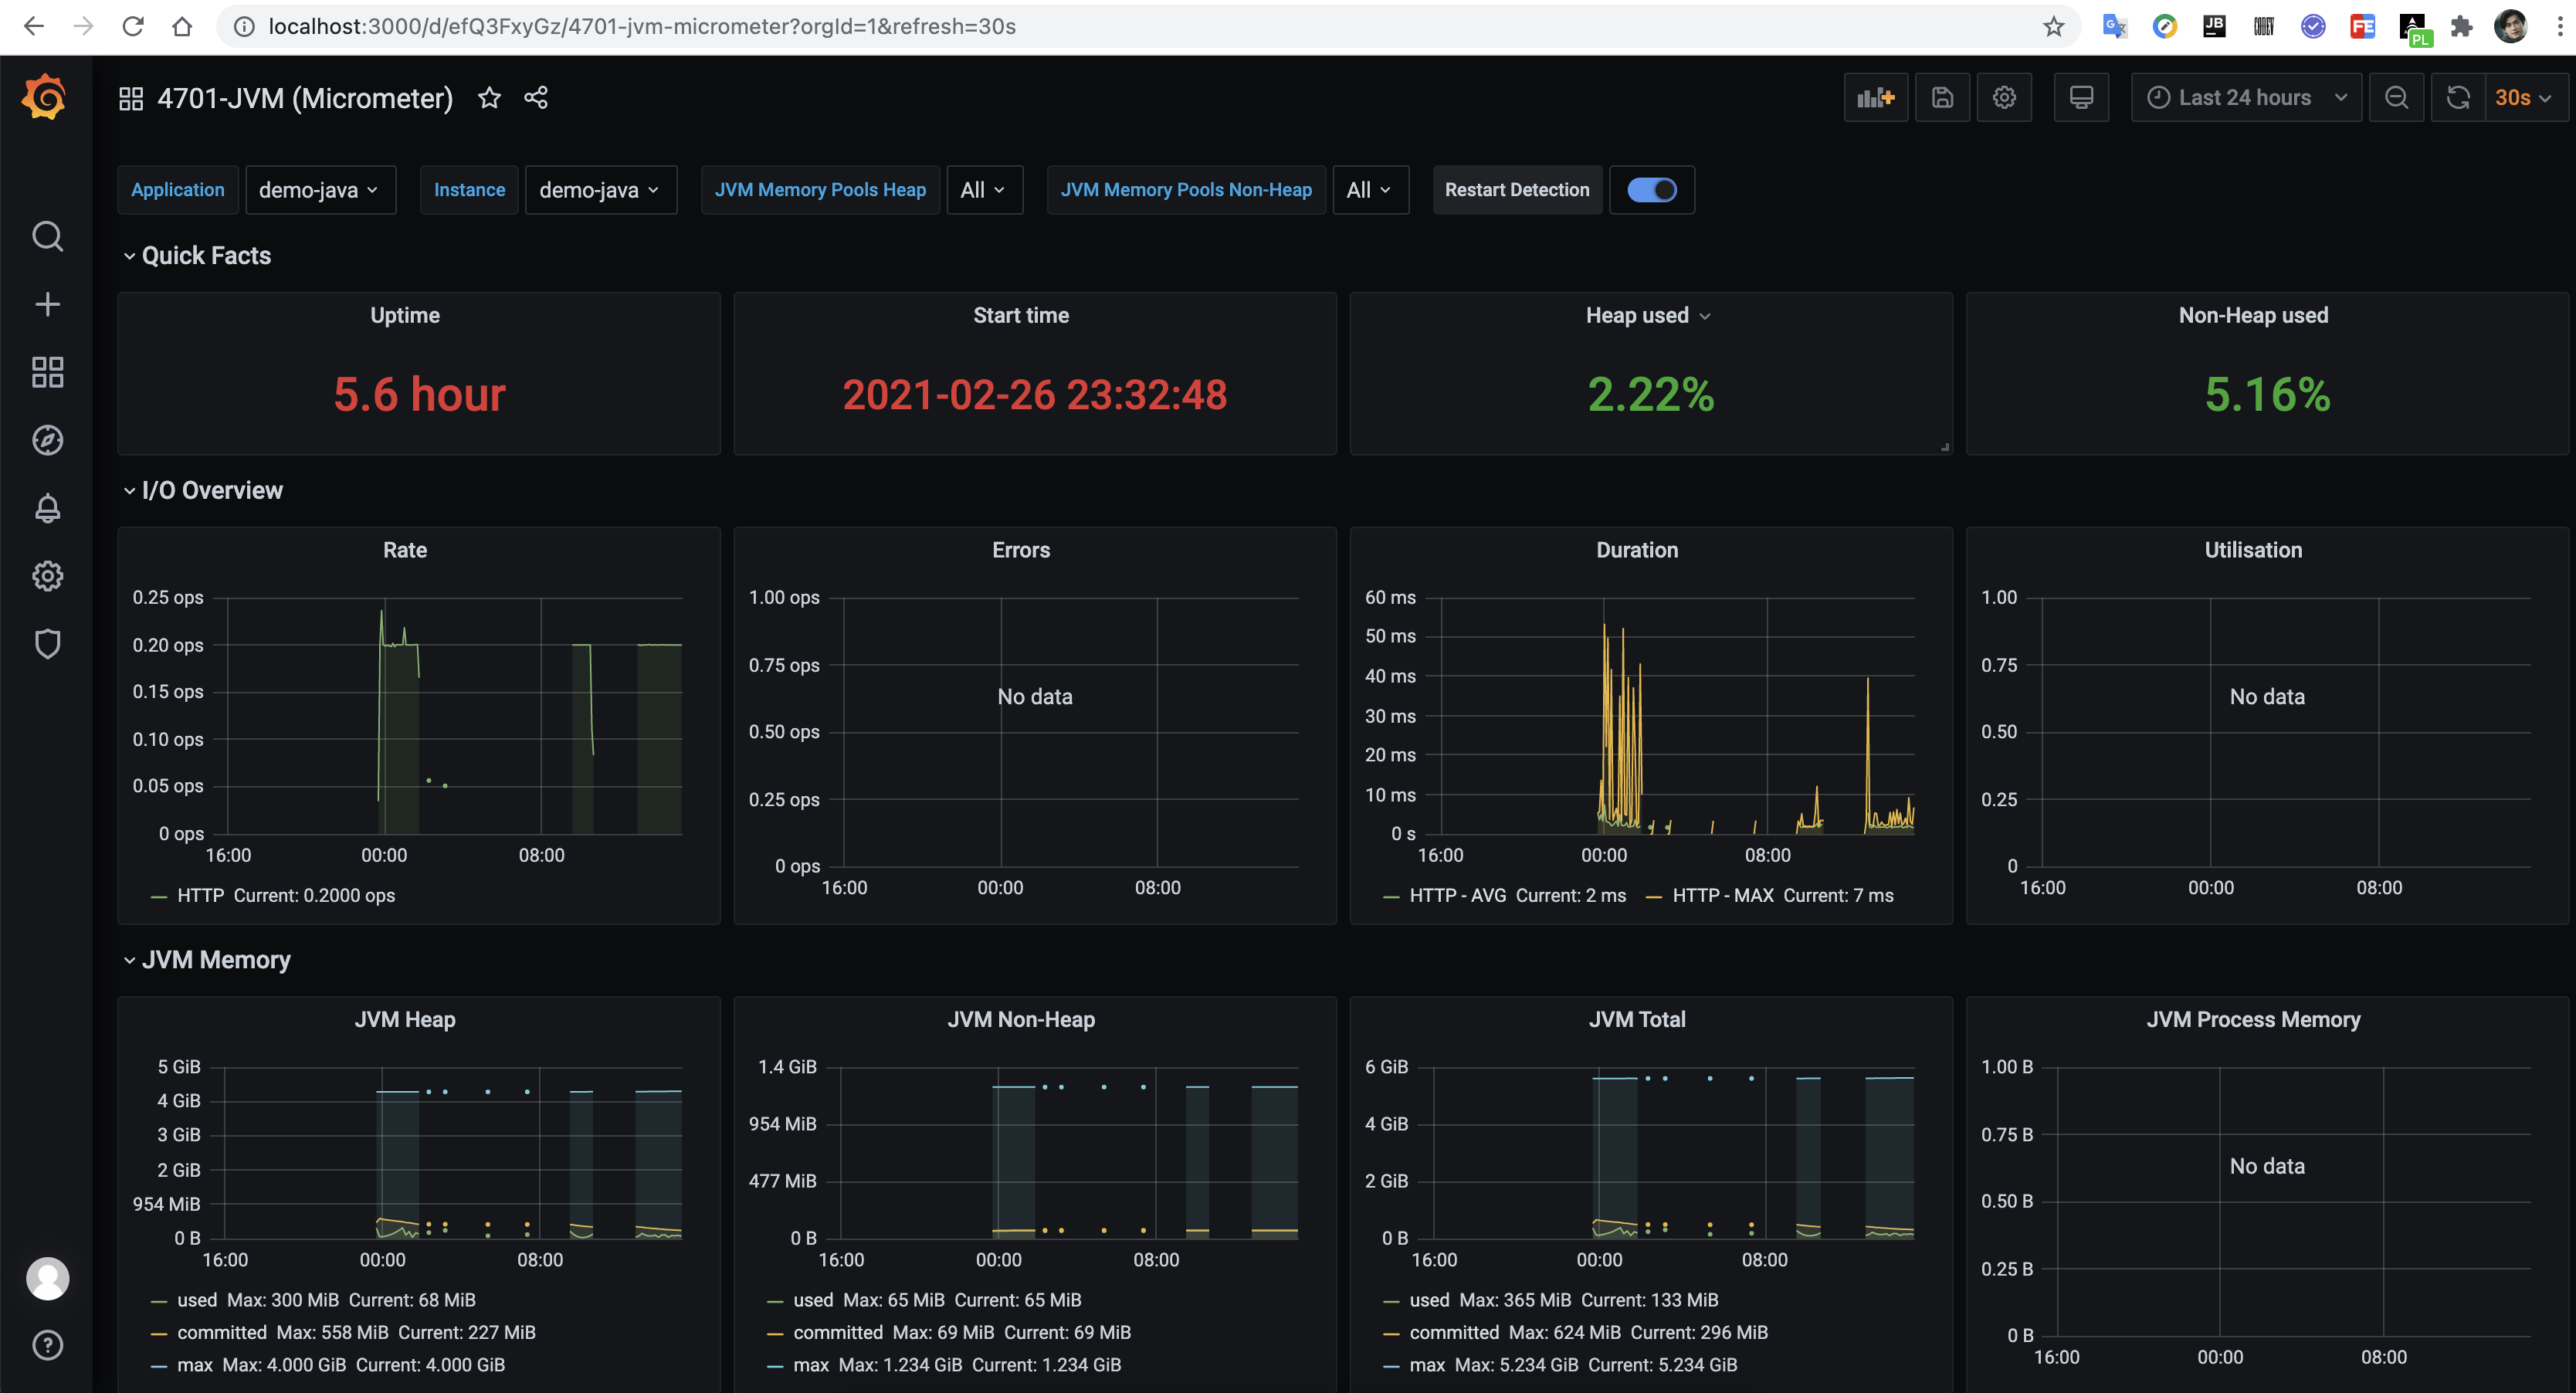 localhost:3000/d/efQ3FxyGz/4701-jvm-micrometer?orgId=1&refresh=30s
JB
FE
PL
4701-JVM (Micrometer)
Last 24 hours
30s
Application demo-java Instance demo-java JVM Memory Pools Heap All JVM Memory Pools Non-Heap All Restart Detection
Quick Facts
Uptime
5.6 hour
Start time
2021-02-26 23:32:48
Heap used
2.22%
Non-Heap used
5.16%
I/O Overview
Rate
0.25 ops
0.20 ops
0.15 ops
0.10 ops
0.05 ops
0 ops
16:00 00:00 08:00
HTTP Current: 0.2000 ops
Errors
1.00 ops
0.75 ops
No data
0.50 ops
0.25 ops
0 ops
16:00 00:00 08:00
Duration
60 ms
50 ms
40 ms
30 ms
20 ms
10 ms
0 s
16:00 00:00 08:00
HTTP - AVG Current: 2 ms HTTP - MAX Current: 7 ms
Utilisation
1.00
0.75
No data
0.50
0.25
0
16:00 00:00 08:00
JVM Memory
JVM Heap
5 GiB
4 GiB
3 GiB
2 GiB
954 MiB
0 B
16:00 00:00 08:00
used Max: 300 MiB Current: 68 MiB
committed Max: 558 MiB Current: 227 MiB
max Max: 4.000 GiB Current: 4.000 GiB
JVM Non-Heap
1.4 GiB
954 MiB
477 MiB
0 B
16:00 00:00 08:00
used Max: 65 MiB Current: 65 MiB
committed Max: 69 MiB Current: 69 MiB
max Max: 1.234 GiB Current: 1.234 GiB
JVM Total
6 GiB
4 GiB
2 GiB
0 B
16:00 00:00 08:00
used Max: 365 MiB Current: 133 MiB
committed Max: 624 MiB Current: 296 MiB
max Max: 5.234 GiB Current: 5.234 GiB
JVM Process Memory
1.00 B
0.75 B
No data
0.50 B
0.25 B
0 B
16:00 00:00 08:00